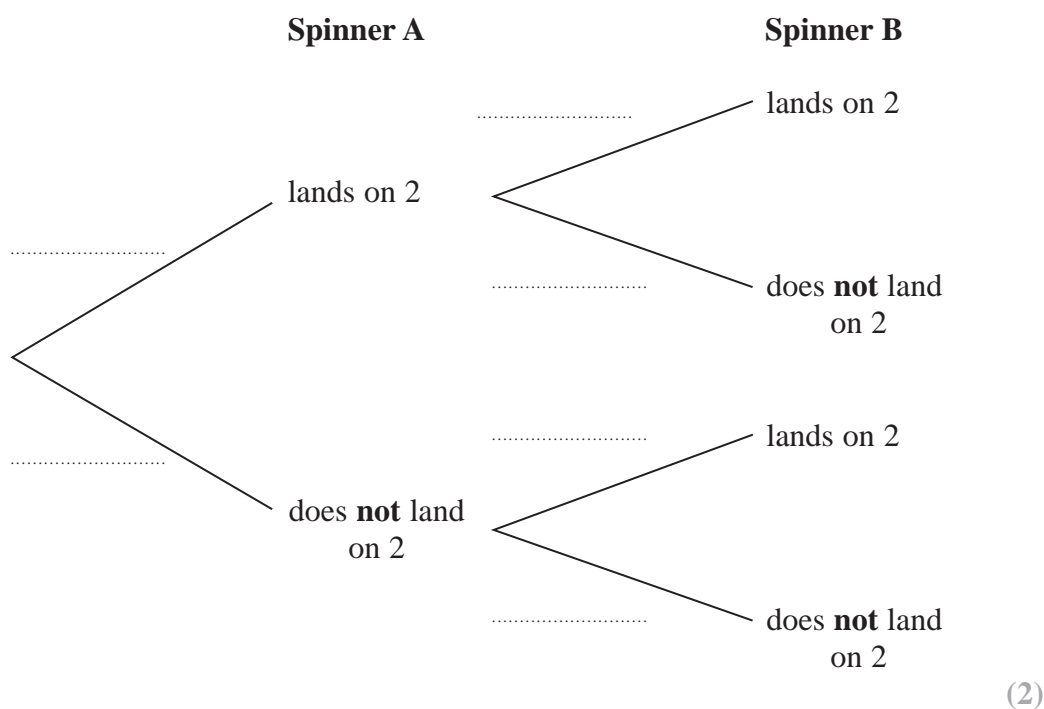 Spinner A
Spinner B
lands on 2
lands on 2
does not land
on 2
lands on 2
does not land
on 2
does not land
on 2
(2)